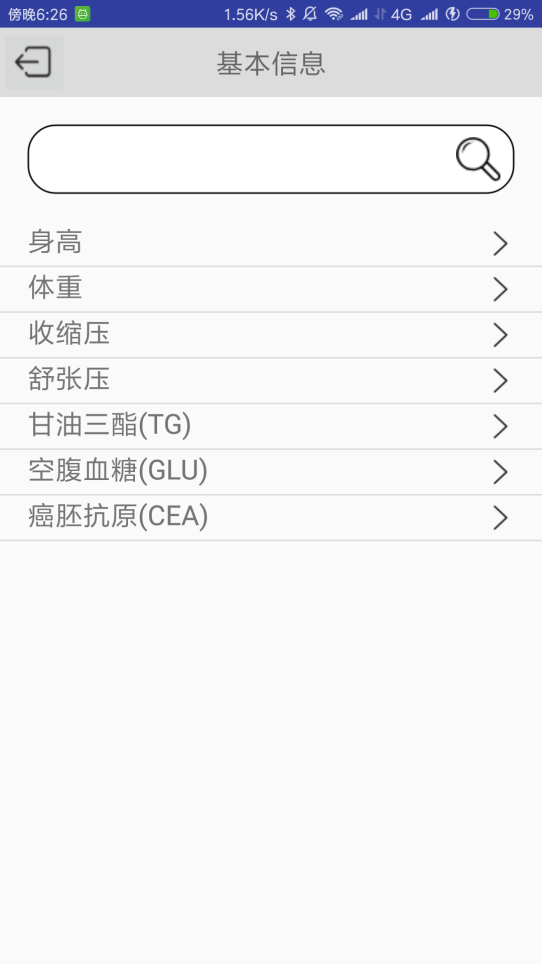 傍晚6:26 1.56K/s 4G 29%
基本信息
身高
体重
收缩压
舒张压
甘油三酯(TG)
空腹血糖(GLU)
癌胚抗原(CEA)